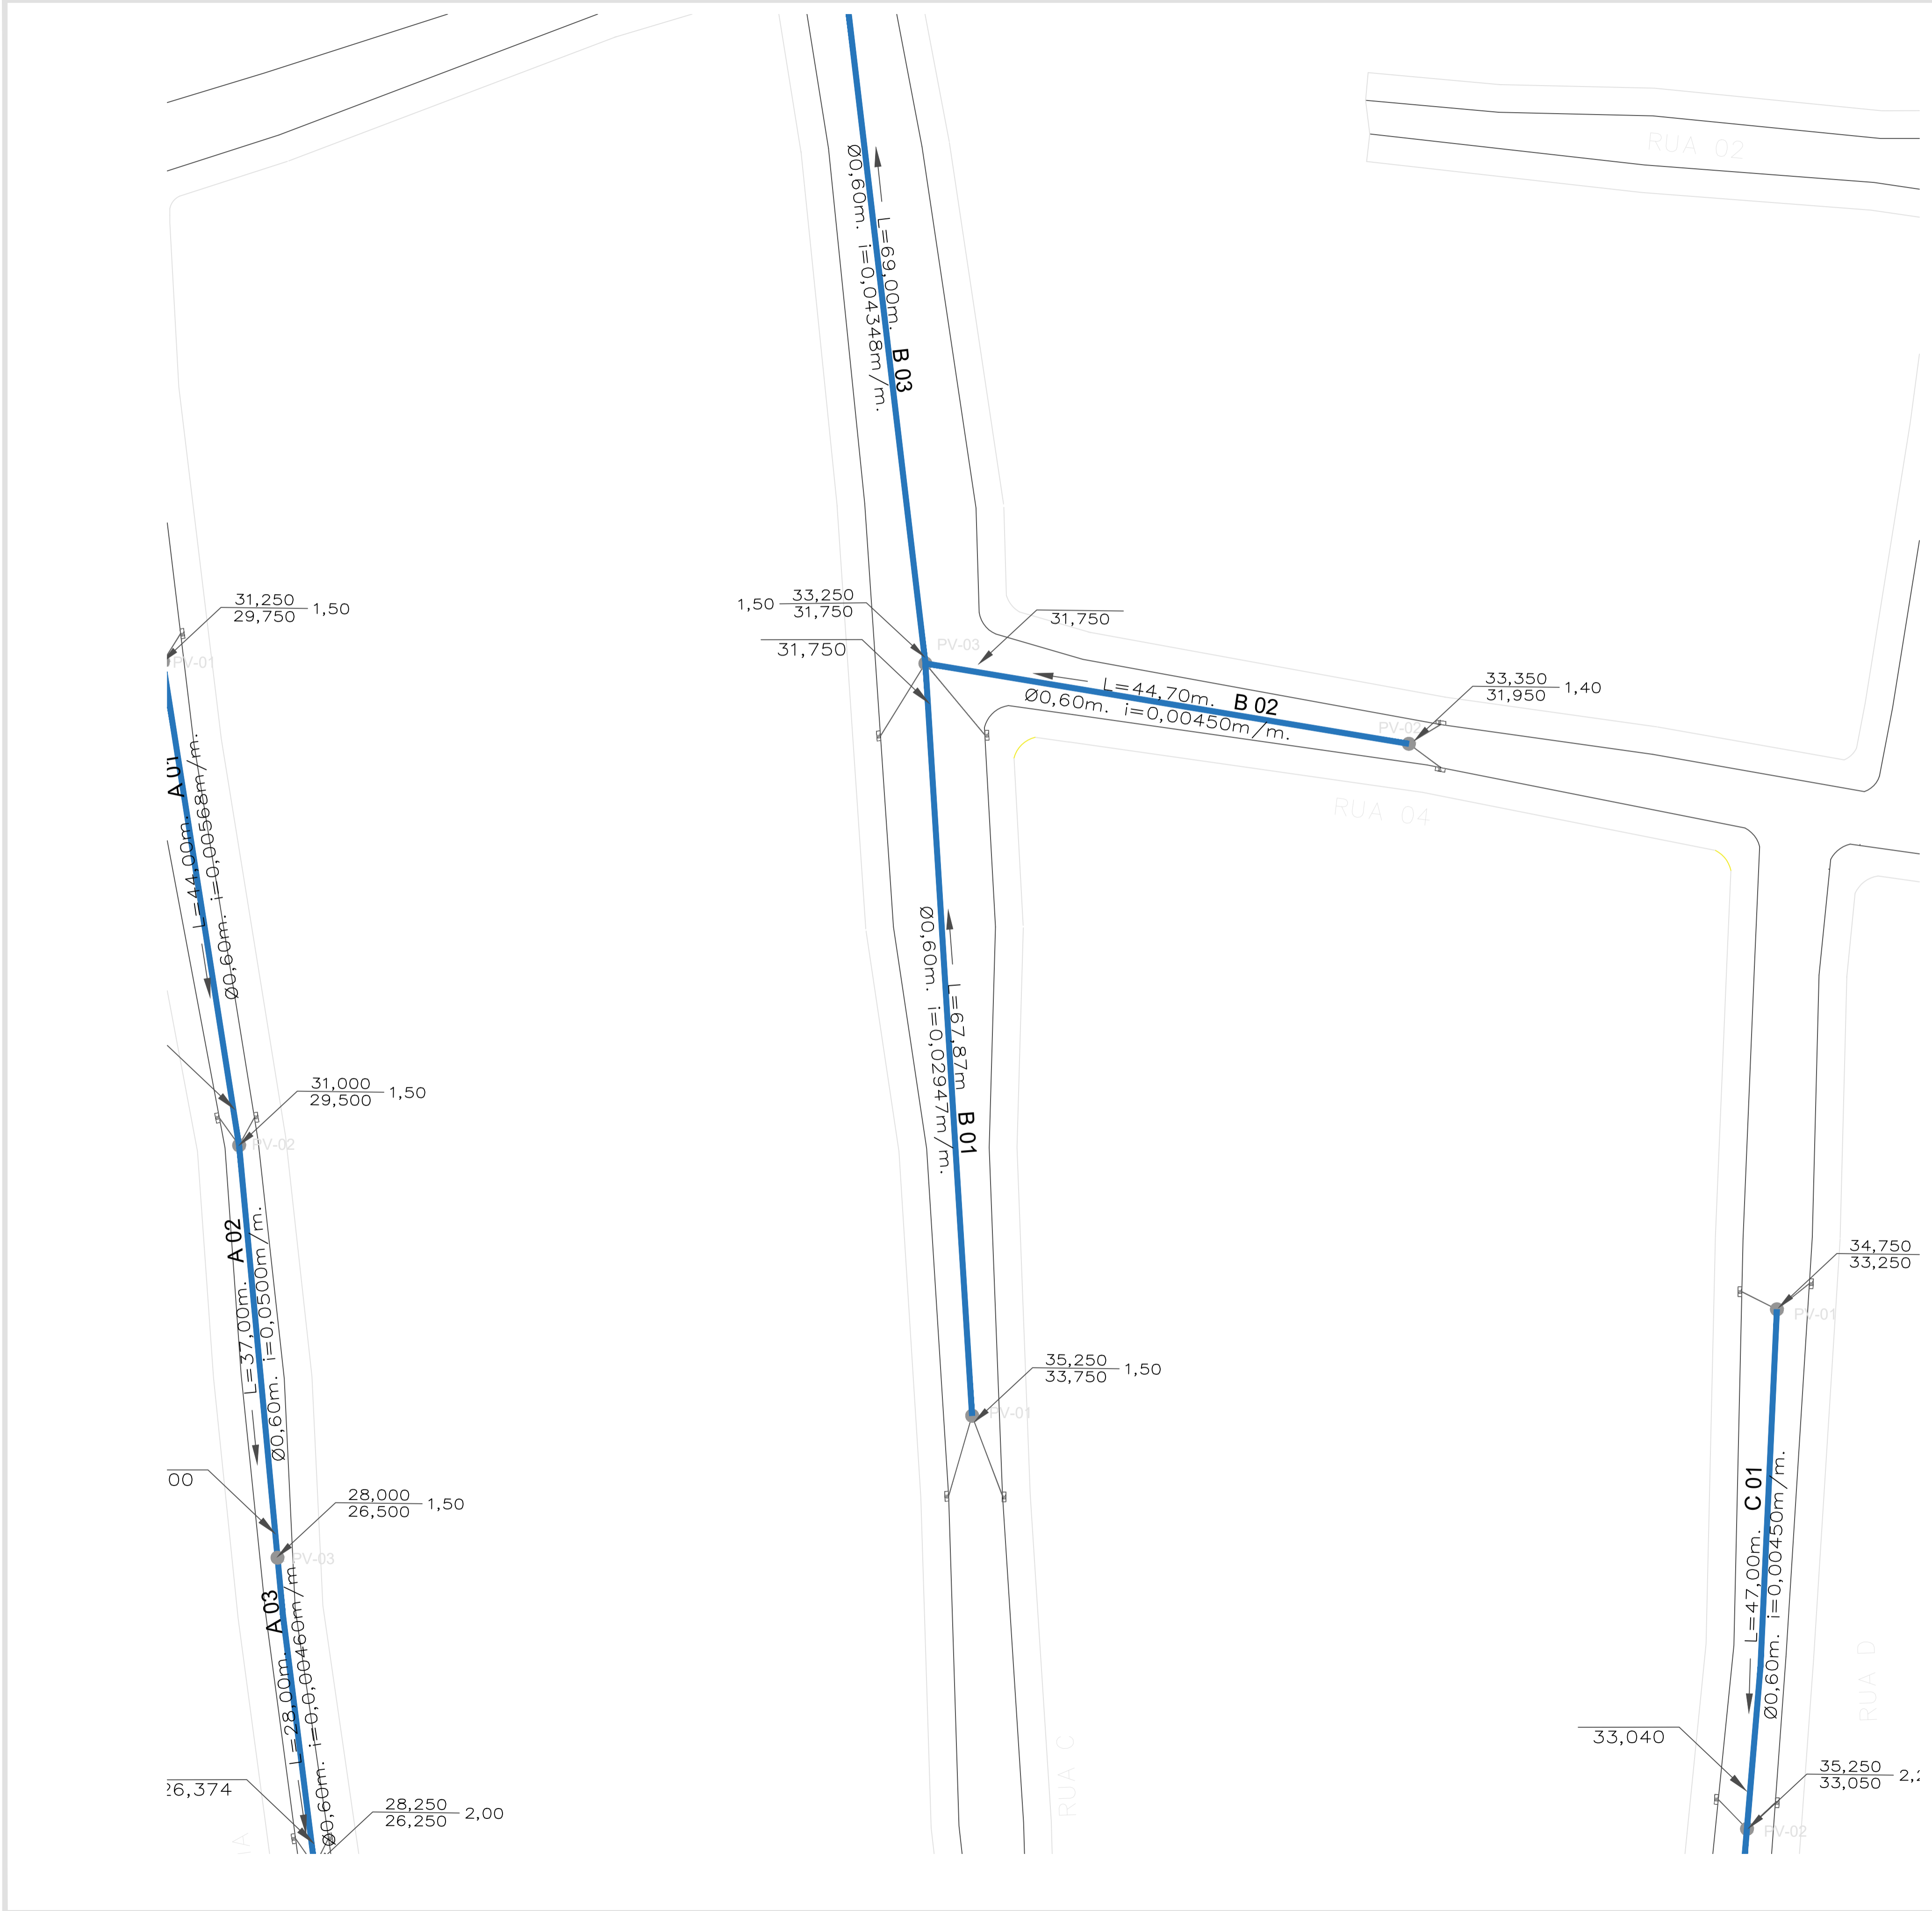 RUA 02
Ø0,60m. i=0,04348m/m.
L=69,00m. B 03
31,250
29,750
1,50
PV-01
1,50
33,250
31,750
31,750
31,750
PV-03
33,350
31,950
1,40
L=44,70m. B 02
Ø0,60m. i=0,00450m/m.
PV-02
RUA 04
A 01
L=44,00m.
Ø0,60m. i=0,00568m/m.
Ø0,60m. i=0,02947m/m.
L=67,87m B 01
31,000
29,500
1,50
PV-02
L=37,00m. A 02
Ø0,60m. i=0,0500m/m.
34,750
33,250
PV-01
35,250
33,750
1,50
PV-01
00
28,000
26,500
1,50
PV-03
L=47,00m. C 01
Ø0,60m. i=0,00450m/m.
L=28,00m. A 03
Ø0,60m. i=0,0,00460m/m.
RUA D
RUA C
33,040
35,250
33,050
PV-02
26,374
28,250
26,250
2,00